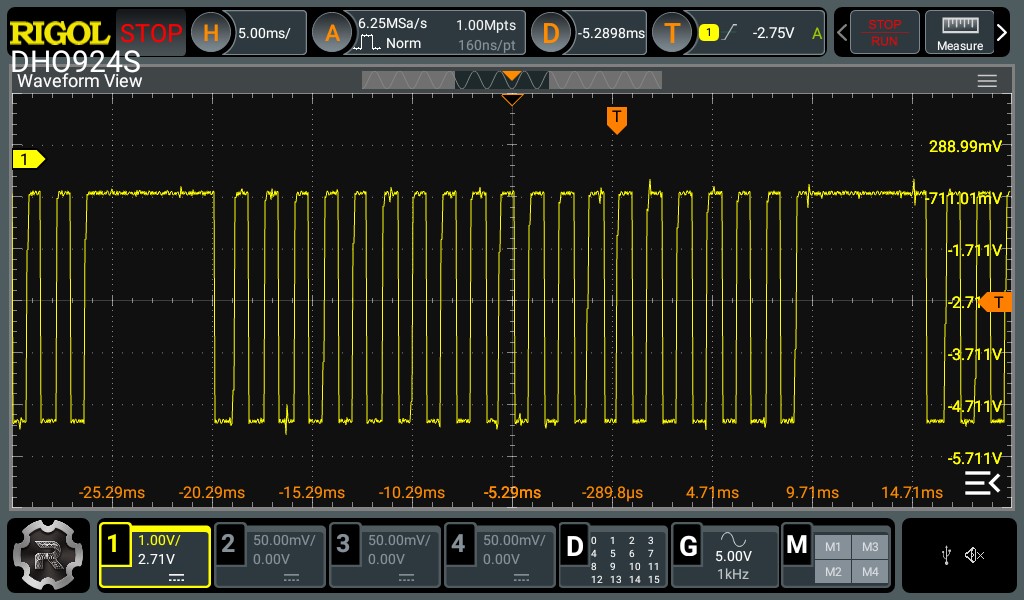 RIGOL STOP H 5.00ms/ A 6.25MSa/s 1.00Mpts D -5.2898ms T 1 -2.75V A STOP
Norm 160ns/pt RUN Measure
DHO924S
Waveform View
T
1
288.99mV
-711.01mV
-1.711V
-2.71 T
-3.711V
-4.711V
-5.711V
-25.29ms -20.29ms -15.29ms -10.29ms -5.29ms -289.8µs 4.71ms 9.71ms 14.71ms
1 1.00V/ 2 50.00mV/ 3 50.00mV/ 4 50.00mV/ D 0 1 2 3 G M M1 M3
2.71V 0.00V 0.00V 0.00V 4 5 6 7 5.00V
8 9 10 11 1kHz M2 M4
12 13 14 15
R